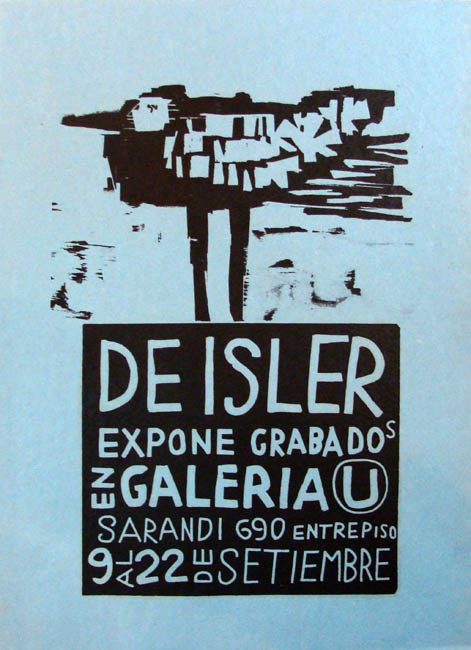 DE ISLER
EXPONE GRABADOS
EN GALERIA U
SARANDI 690 ENTREPISO
9 AL 22 DE SETIEMBRE